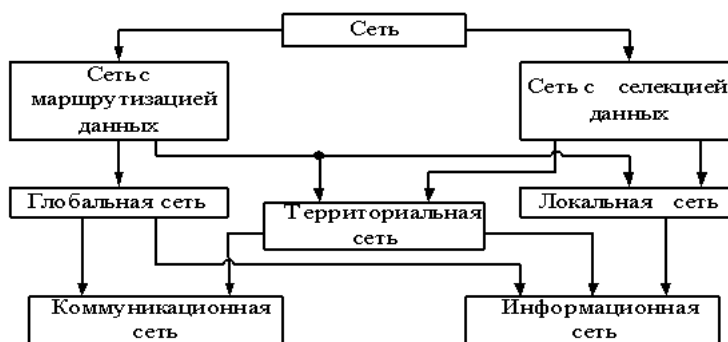 Сеть
Сеть с
маршрутизацией
данных
Сеть с селекцией
данных
Глобальная сеть
Территориальная
сеть
Локальная сеть
Коммуникационная
сеть
Информационная
сеть